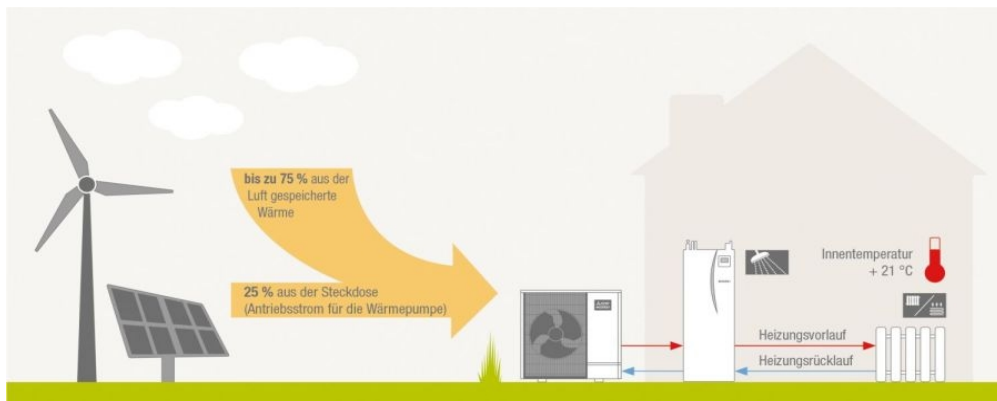 bis zu 75 % aus der
Luft gespeicherte
Wärme
25 % aus der Steckdose
(Antriebsstrom für die Wärmepumpe)
Innentemperatur
+ 21 °C
Heizungsvorlauf
Heizungsrücklauf